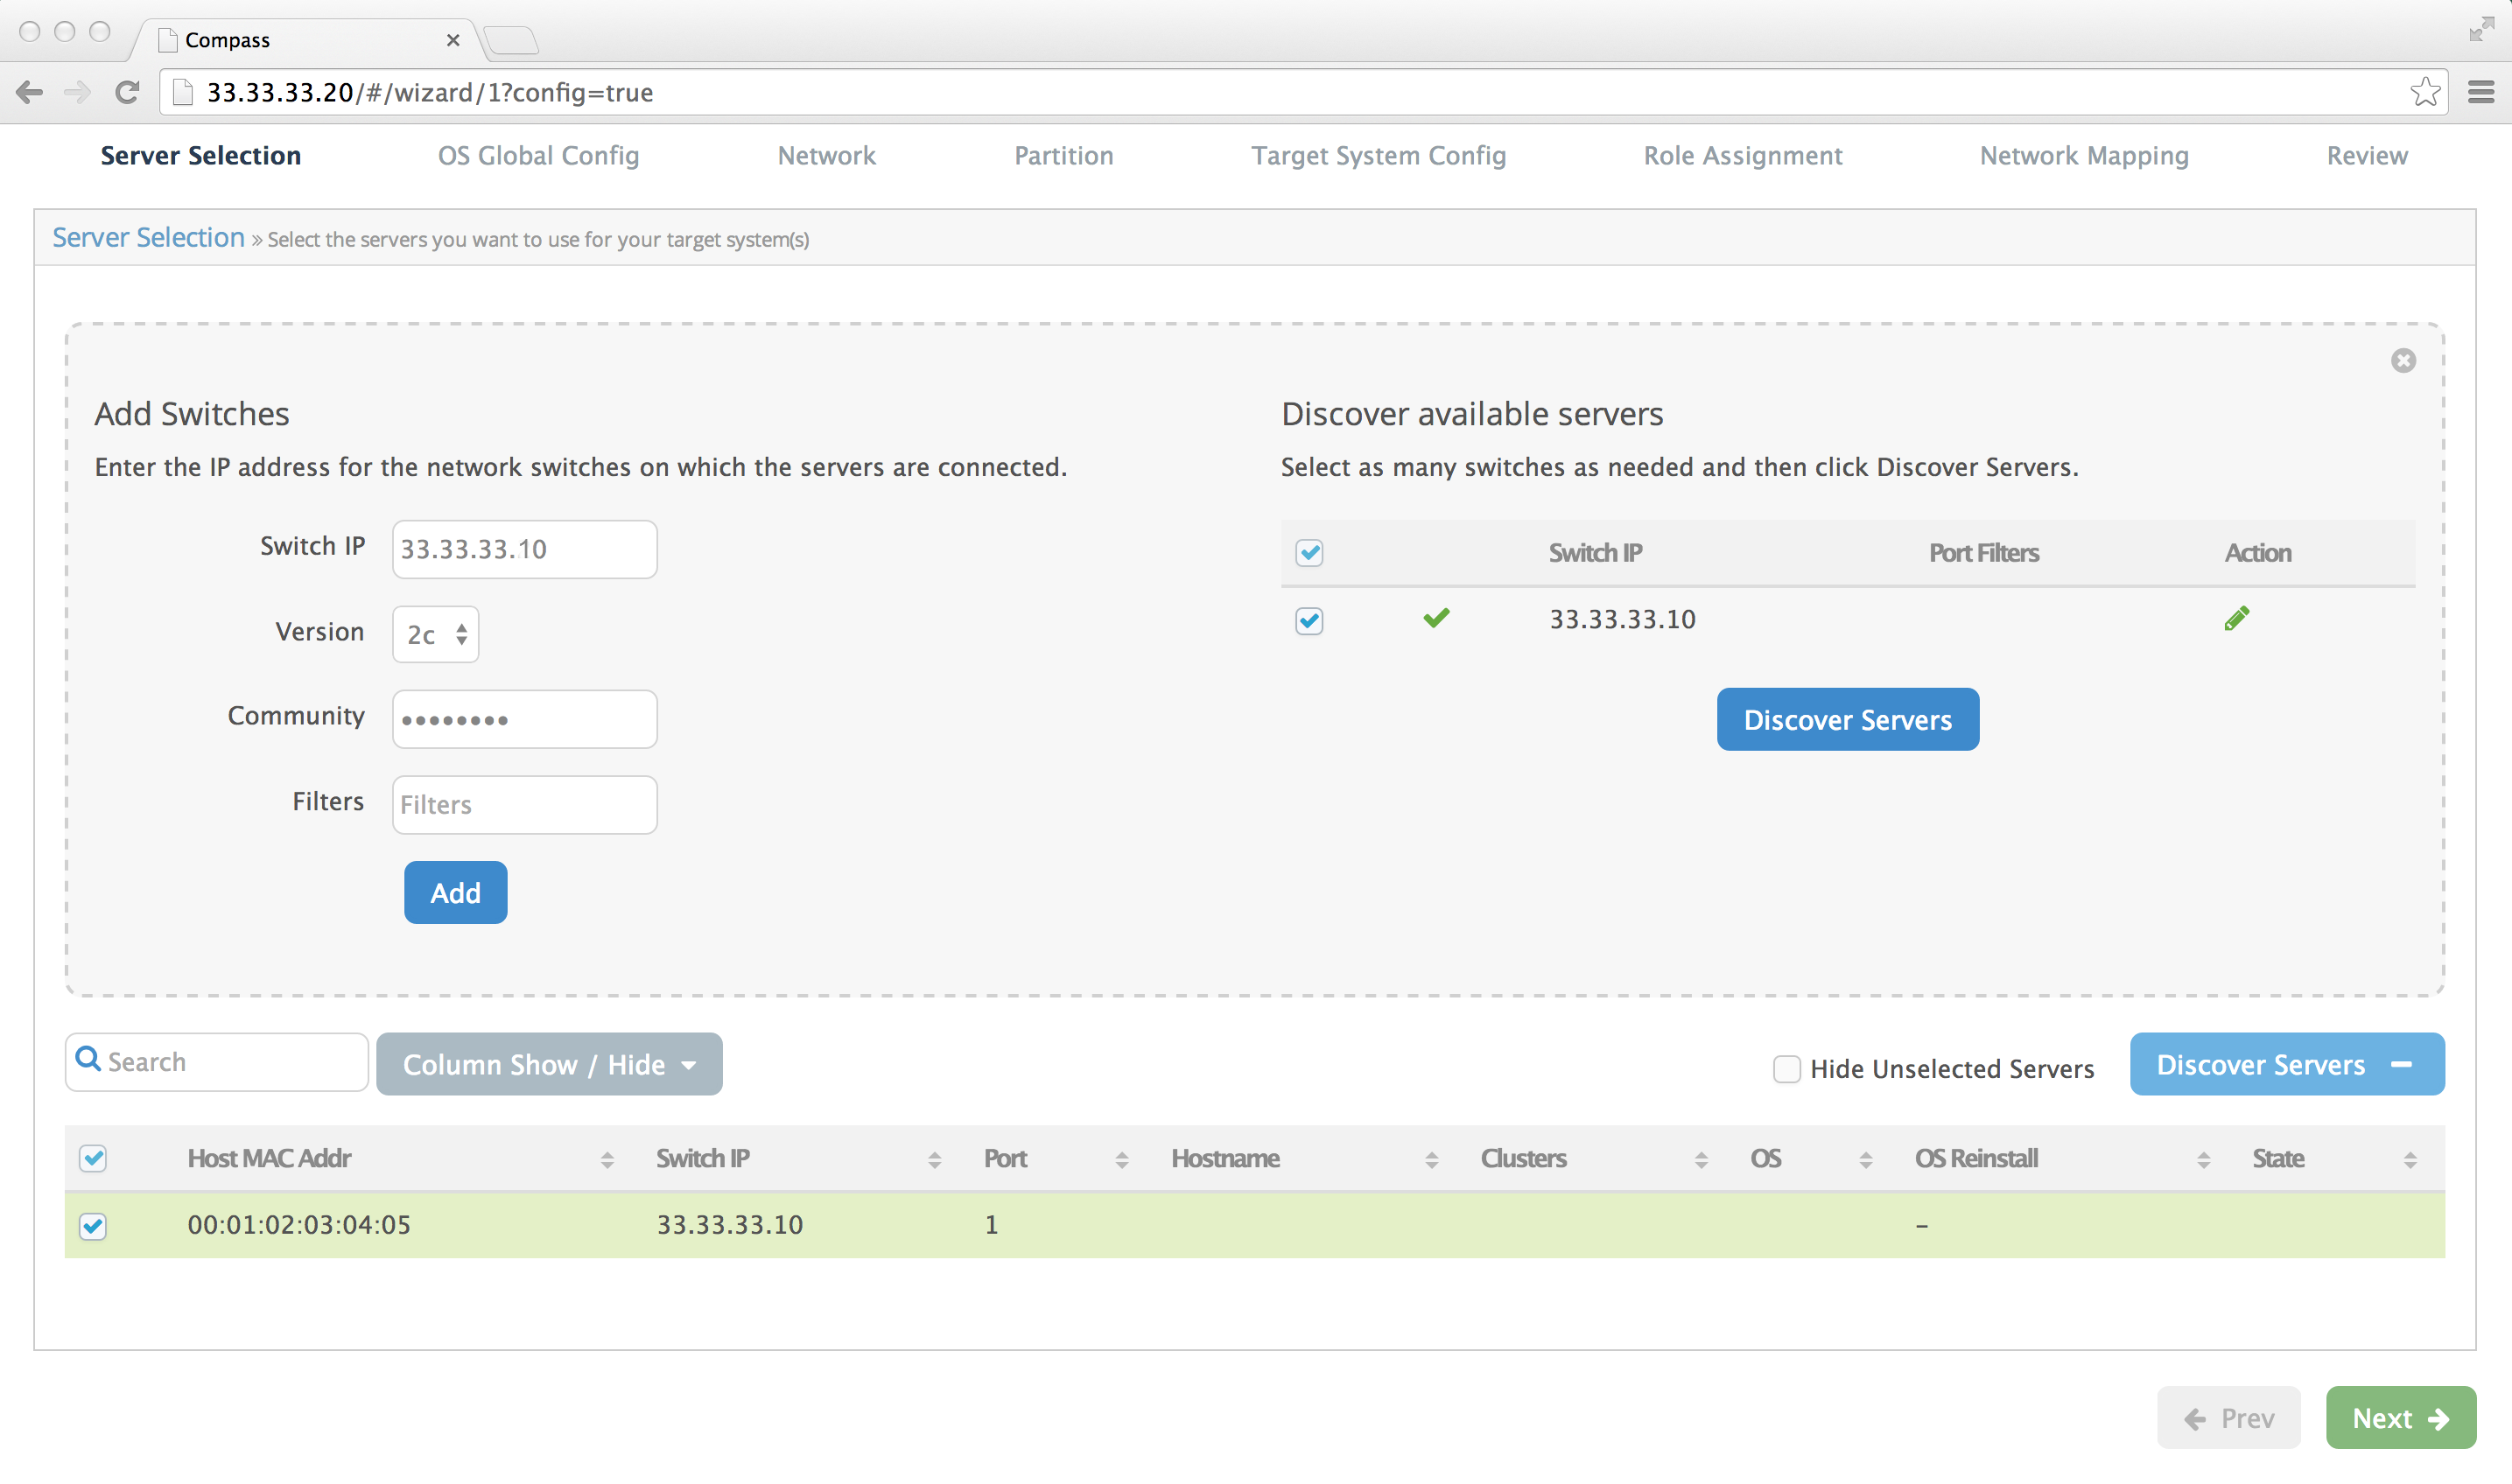 Compass
33.33.33.20/#/wizard/1?config=true
Server Selection OS Global Config Network Partition Target System Config Role Assignment Network Mapping Review
Server Selection » Select the servers you want to use for your target system(s)
Add Switches
Enter the IP address for the network switches on which the servers are connected.
Switch IP 33.33.33.10
Version 2c
Community ••••••••
Filters Filters
Add
Discover available servers
Select as many switches as needed and then click Discover Servers.
Switch IP Port Filters Action
33.33.33.10
Discover Servers
Search Column Show / Hide Hide Unselected Servers Discover Servers
Host MAC Addr Switch IP Port Hostname Clusters OS OS Reinstall State
00:01:02:03:04:05 33.33.33.10 1 –
Prev Next